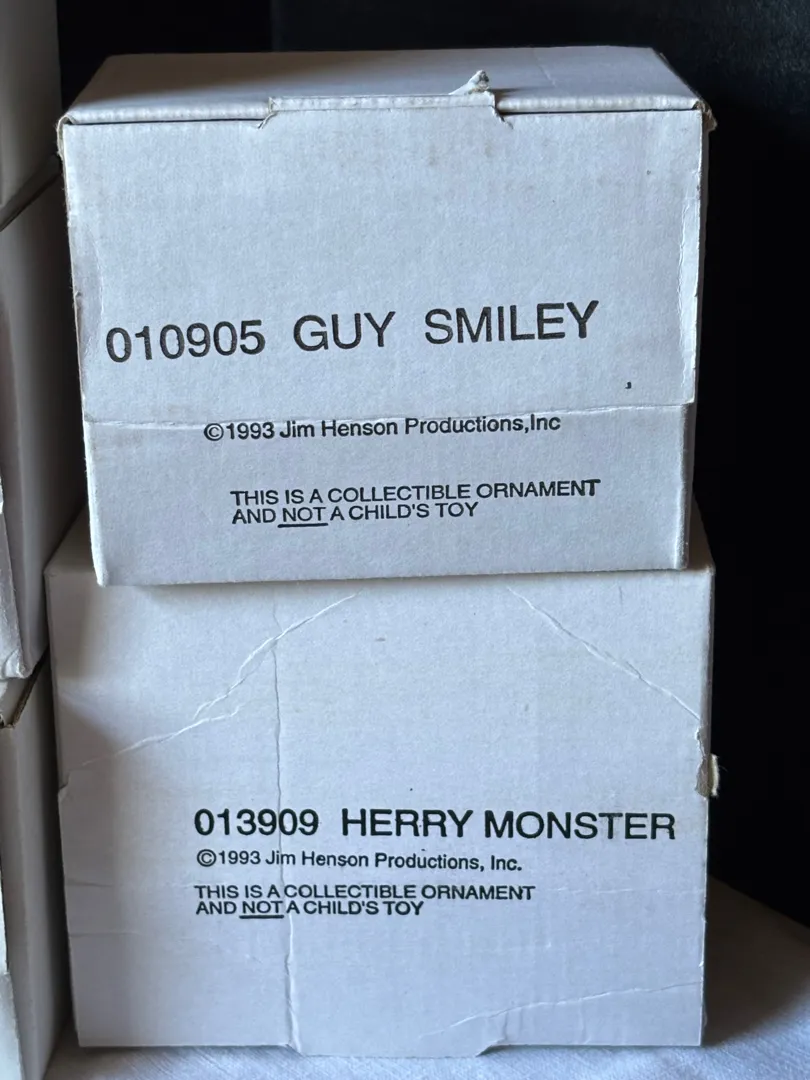 010905 GUY SMILEY
©1993 Jim Henson Productions,Inc
THIS IS A COLLECTIBLE ORNAMENT
AND NOT A CHILD'S TOY
013909 HERRY MONSTER
©1993 Jim Henson Productions, Inc.
THIS IS A COLLECTIBLE ORNAMENT
AND NOT A CHILD'S TOY